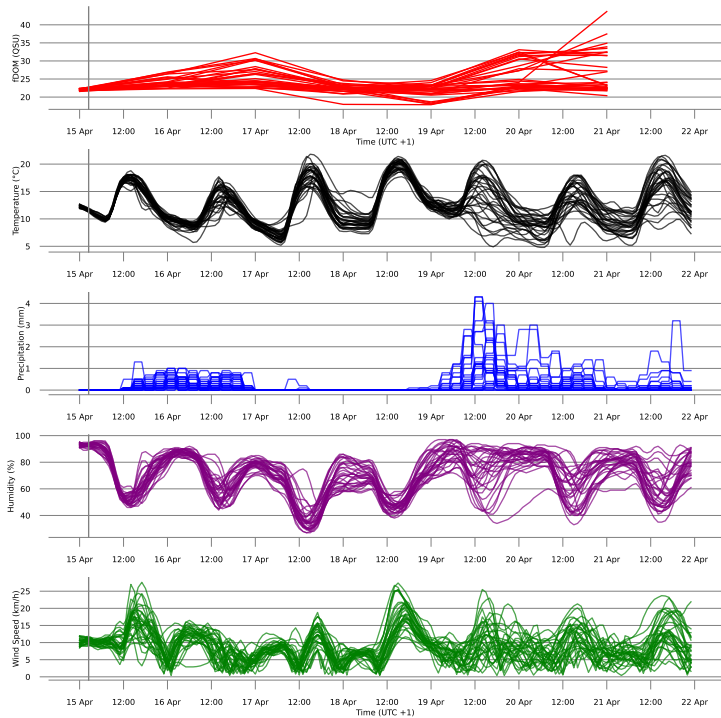 fDOM (QSU)
40
35
30
25
20
15 Apr 12:00 16 Apr 12:00 17 Apr 12:00 18 Apr 12:00 19 Apr 12:00 20 Apr 12:00 21 Apr 12:00 22 Apr
Time (UTC +1)
Temperature (°C)
20
15
10
5
15 Apr 12:00 16 Apr 12:00 17 Apr 12:00 18 Apr 12:00 19 Apr 12:00 20 Apr 12:00 21 Apr 12:00 22 Apr
Precipitation (mm)
4
3
2
1
0
15 Apr 12:00 16 Apr 12:00 17 Apr 12:00 18 Apr 12:00 19 Apr 12:00 20 Apr 12:00 21 Apr 12:00 22 Apr
Humidity (%)
100
80
60
40
15 Apr 12:00 16 Apr 12:00 17 Apr 12:00 18 Apr 12:00 19 Apr 12:00 20 Apr 12:00 21 Apr 12:00 22 Apr
Wind Speed (km/h)
25
20
15
10
5
0
15 Apr 12:00 16 Apr 12:00 17 Apr 12:00 18 Apr 12:00 19 Apr 12:00 20 Apr 12:00 21 Apr 12:00 22 Apr
Time (UTC +1)